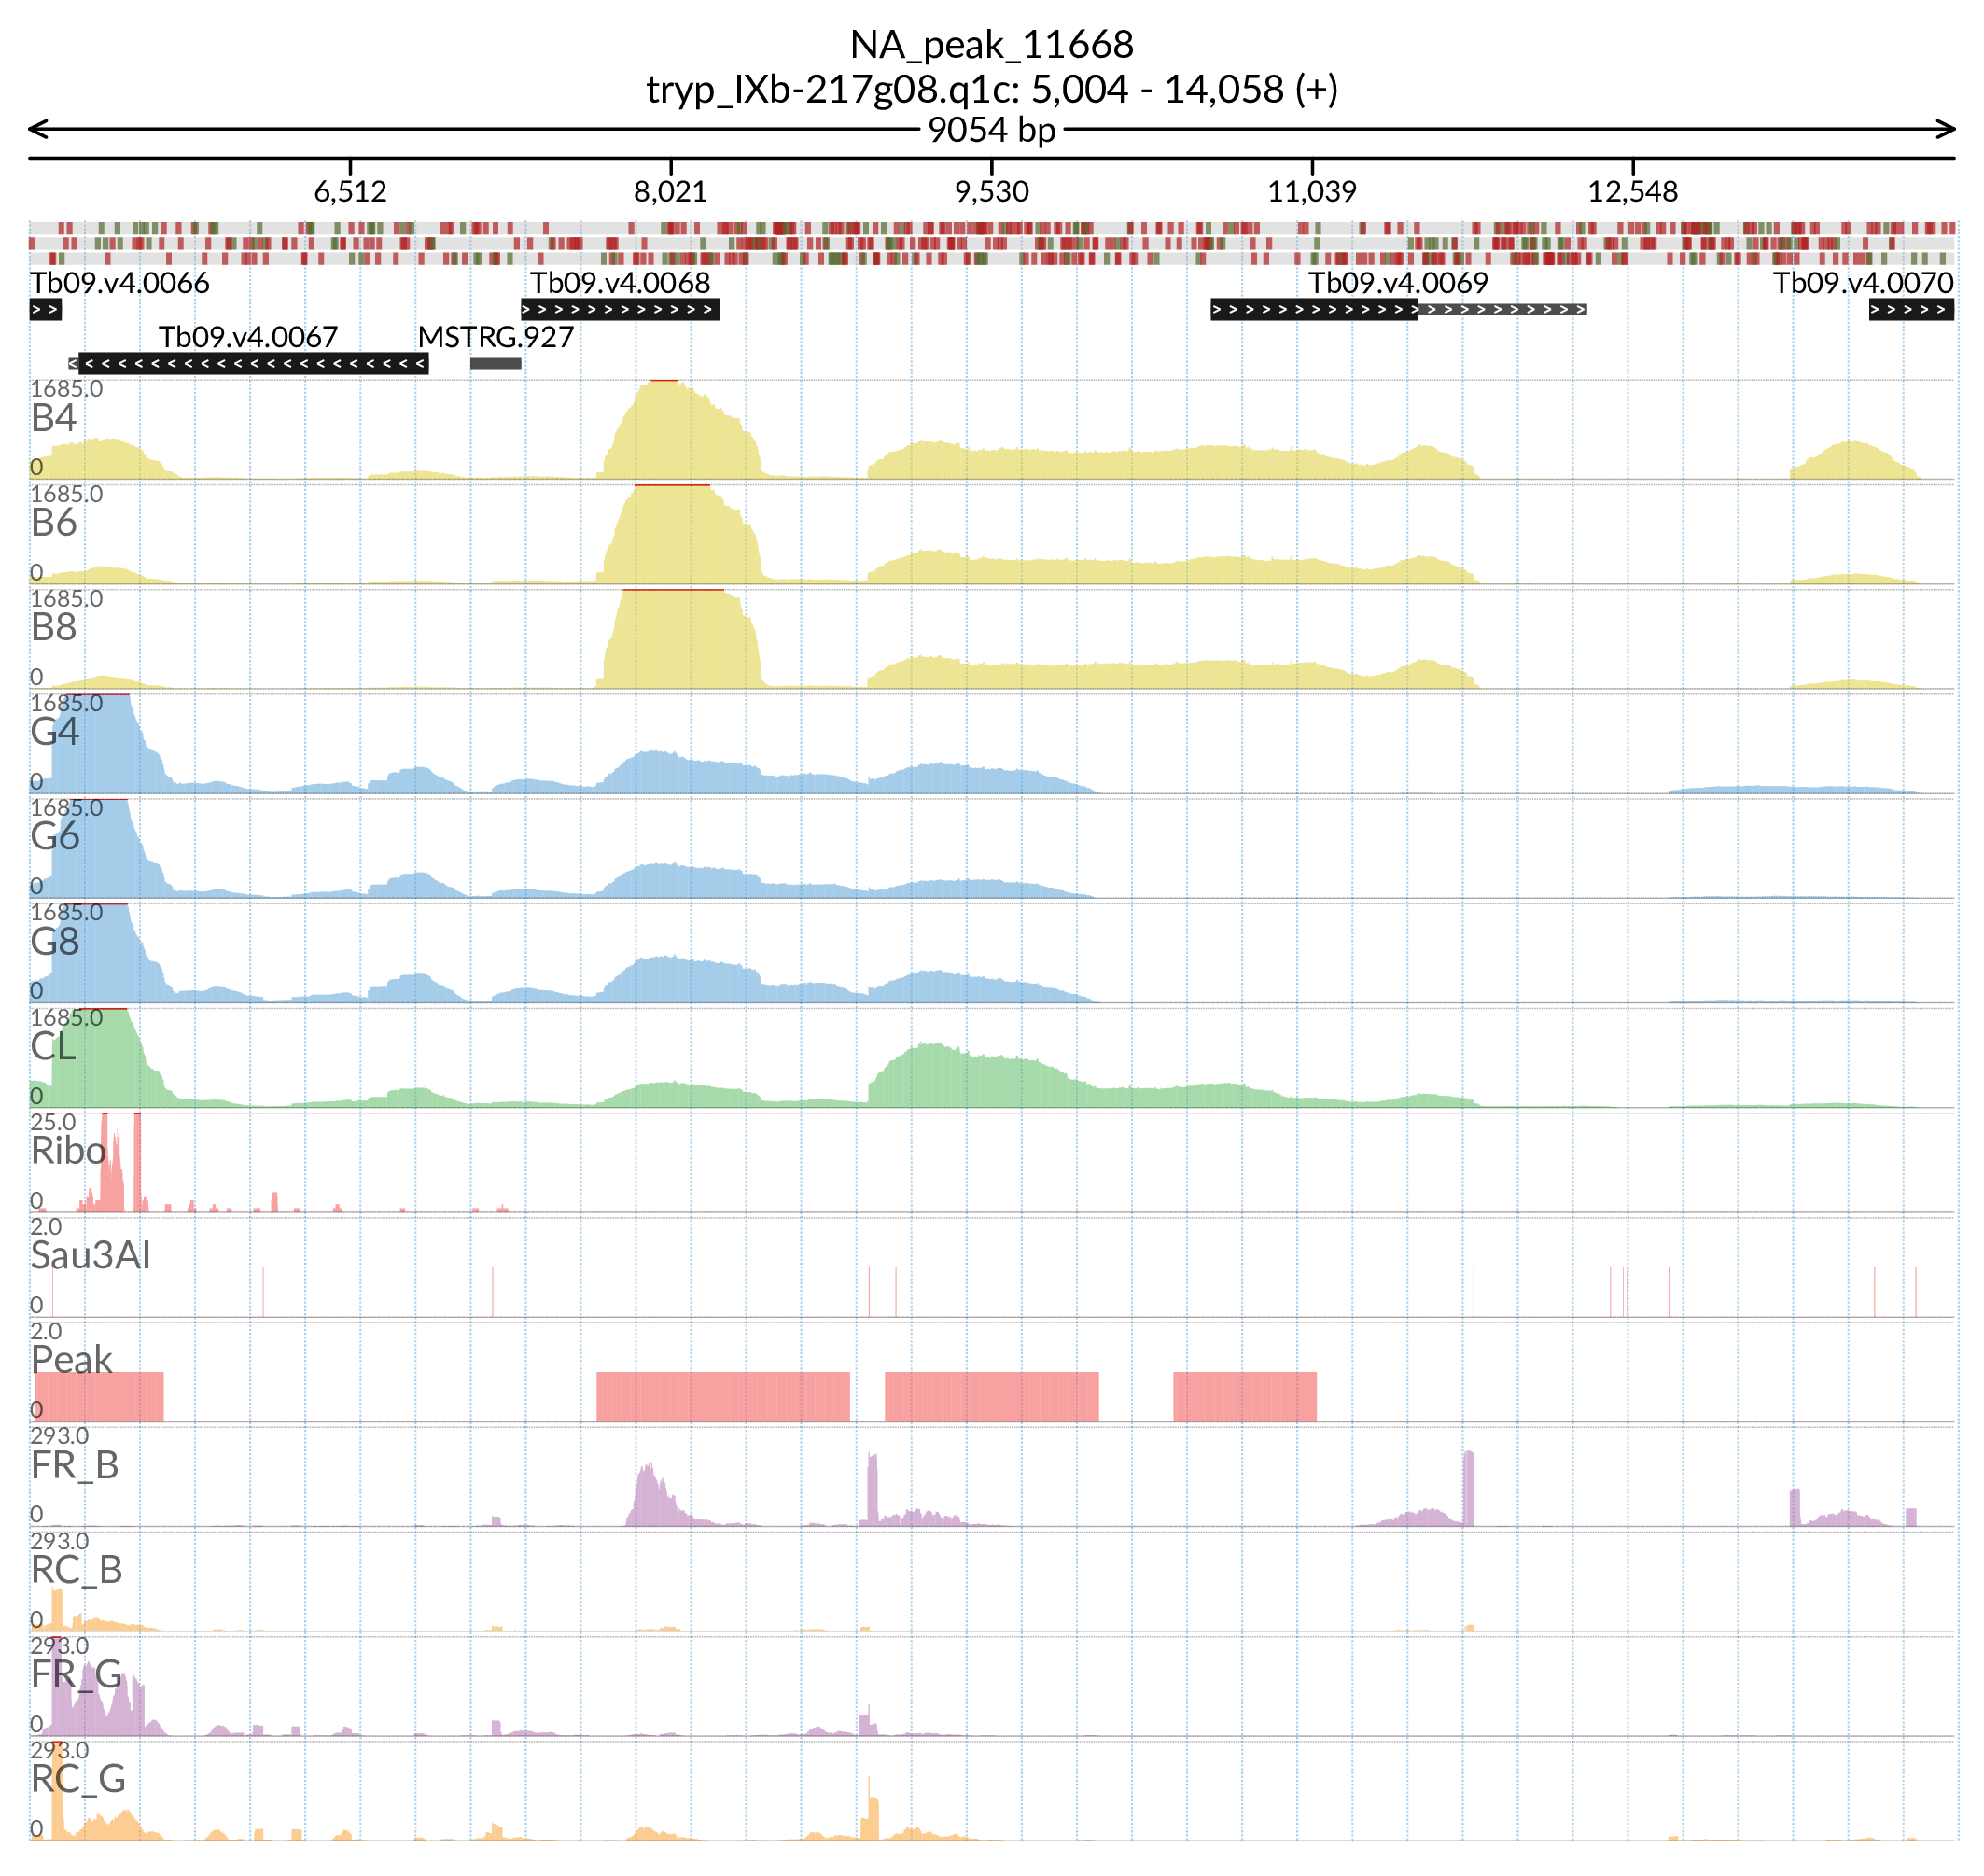 NA_peak_11668
tryp_IXb-217g08.q1c: 5,004 - 14,058 (+)
9054 bp
6,512 8,021 9,530 11,039 12,548
Tb09.v4.0066 Tb09.v4.0068 Tb09.v4.0069 Tb09.v4.0070
Tb09.v4.0067 MSTRG.927
1685.0
B4
0
1685.0
B6
0
1685.0
B8
0
1685.0
G4
0
1685.0
G6
0
1685.0
G8
0
1685.0
CL
0
25.0
Ribo
0
2.0
Sau3AI
0
2.0
Peak
0
293.0
FR_B
0
293.0
RC_B
0
293.0
FR_G
0
293.0
RC_G
0